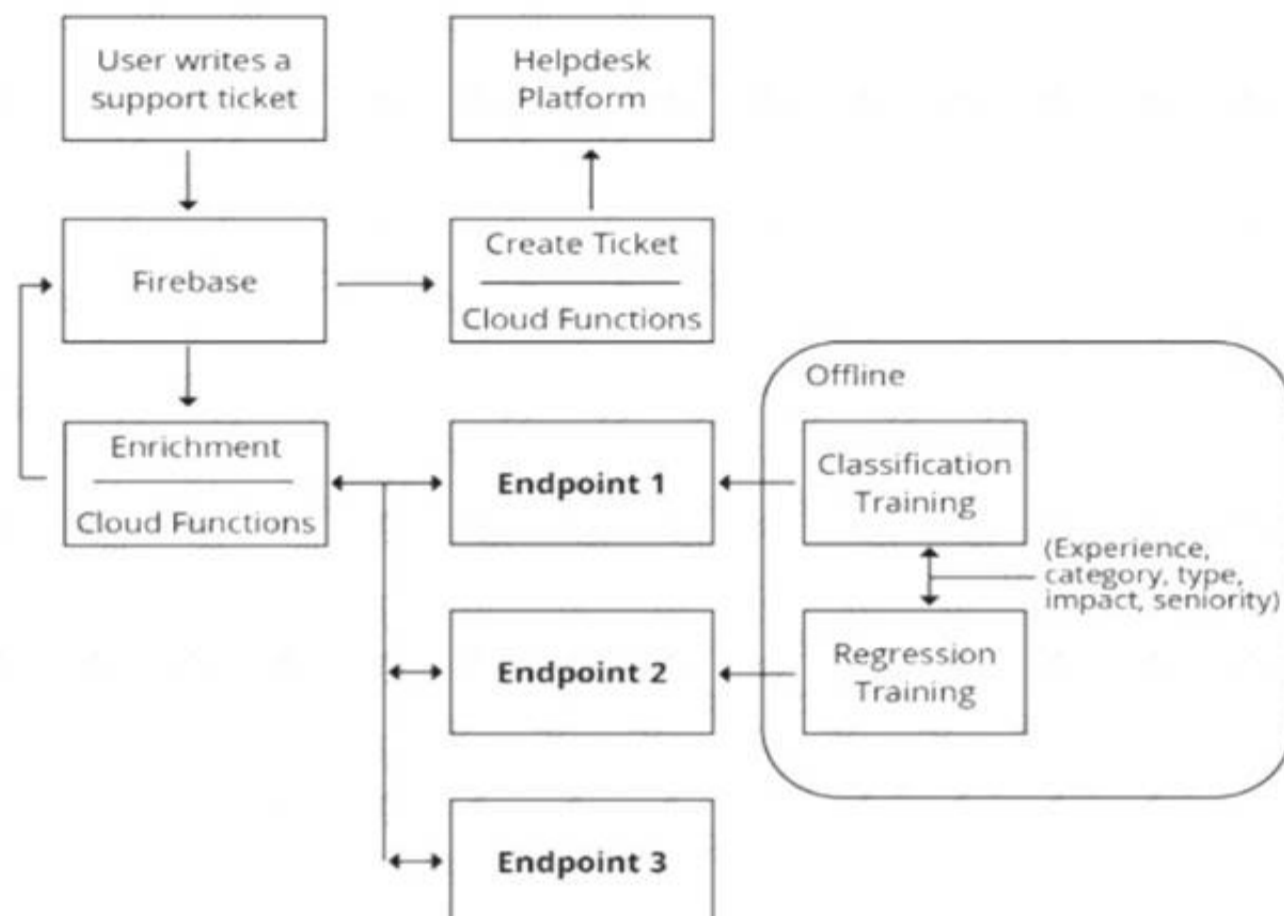 User writes a
support ticket
Helpdesk
Platform
Firebase
Create Ticket
Cloud Functions
Offline
Enrichment
Cloud Functions
Endpoint 1
Classification
Training
(Experience,
category, type,
impact, seniority)
Endpoint 2
Regression
Training
Endpoint 3